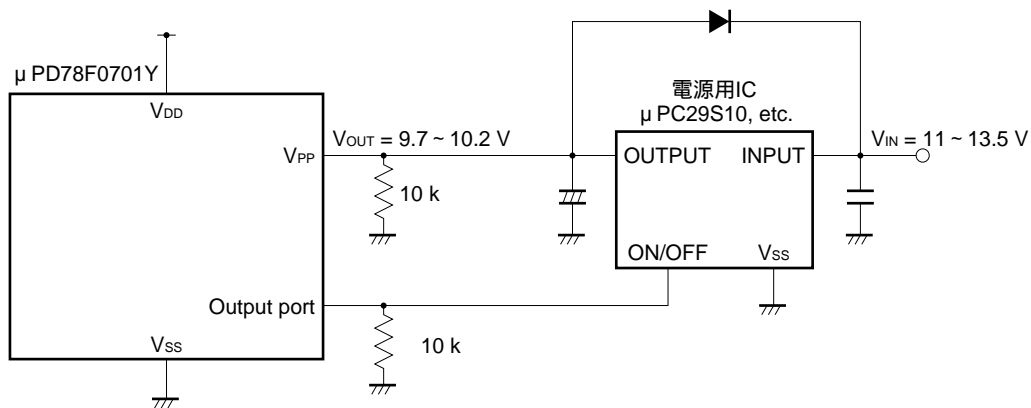 μ PD78F0701Y
VDD
VPP
Output port
VSS
VOUT = 9.7 ~ 10.2 V
10 k
10 k
電源用IC
μ PC29S10, etc.
OUTPUT INPUT
ON/OFF VSS
VIN = 11 ~ 13.5 V